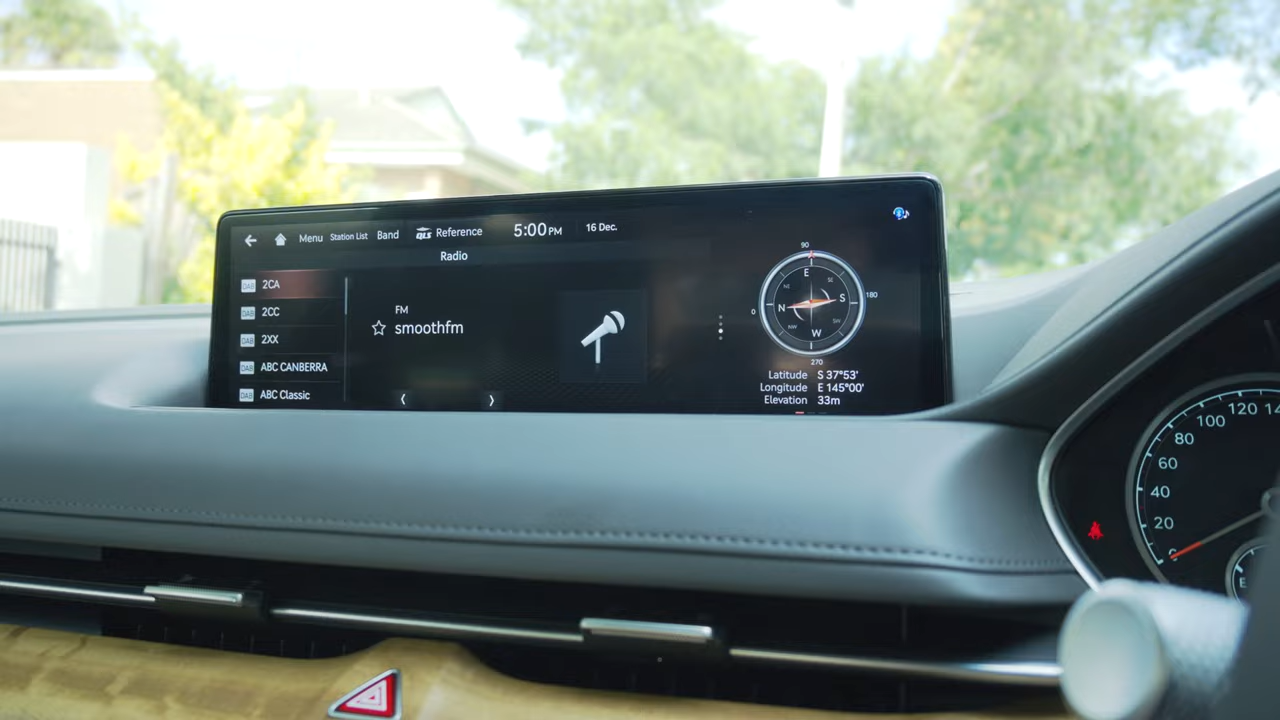 Menu Station List Band QLS Reference 5:00 PM 16 Dec.
Radio
DAB 2CA
DAB 2CC
DAB 2XX
DAB ABC CANBERRA
DAB ABC Classic
FM
smoothfm
90
0
180
270
E
SE
S
SW
W
NW
N
NE
Latitude S 37°53'
Longitude E 145°00'
Elevation 33m
20
40
60
80
100
120
14
E